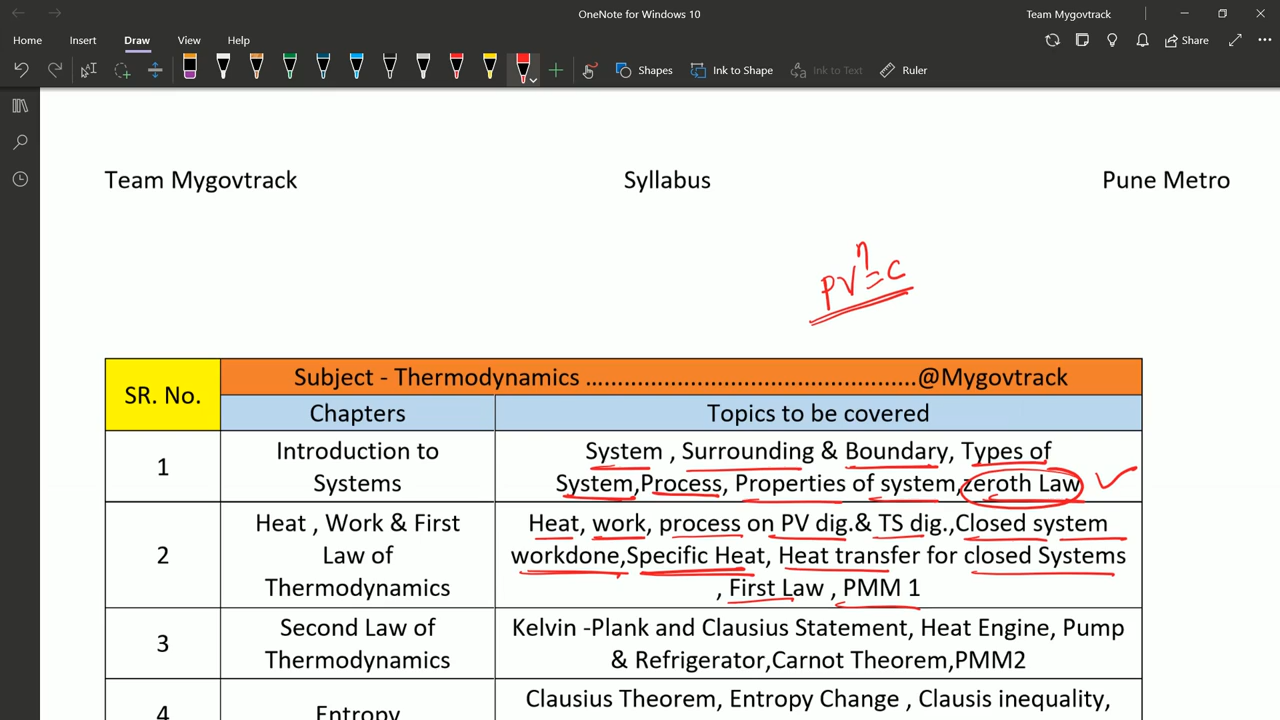 OneNote for Windows 10
Team Mygovtrack
Home Insert Draw View Help
Share
Shapes Ink to Shape Ink to Text Ruler
Team Mygovtrack Syllabus Pune Metro
PVⁿ=C
SR. No.
Subject - Thermodynamics ....................................................@Mygovtrack
Chapters Topics to be covered
1
Introduction to
Systems
System , Surrounding & Boundary, Types of
System,Process, Properties of system,zeroth Law
2
Heat , Work & First
Law of
Thermodynamics
Heat, work, process on PV dig.& TS dig.,Closed system
workdone,Specific Heat, Heat transfer for closed Systems
, First Law , PMM 1
3
Second Law of
Thermodynamics
Kelvin -Plank and Clausius Statement, Heat Engine, Pump
& Refrigerator,Carnot Theorem,PMM2
4
Entropy
Clausius Theorem, Entropy Change , Clausis inequality,